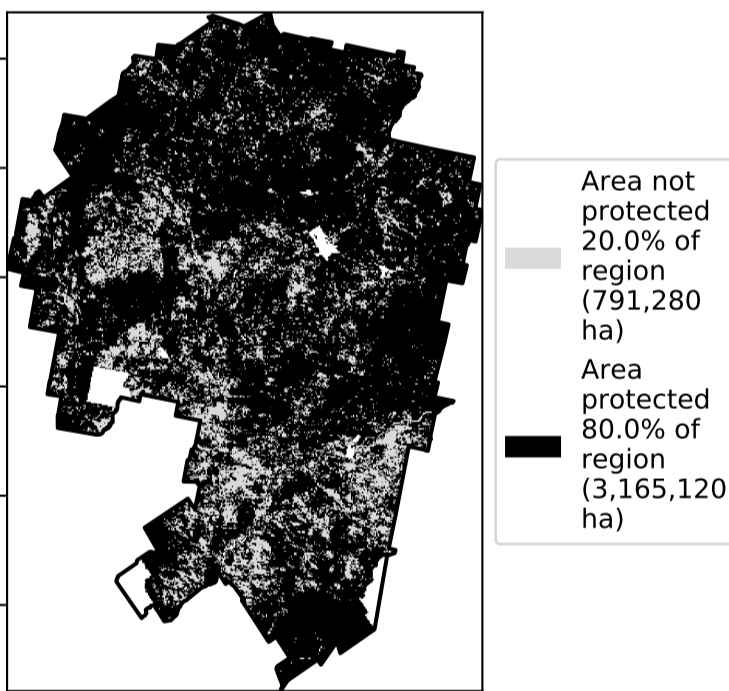 Area not
protected
20.0% of
region
(791,280
ha)
Area
protected
80.0% of
region
(3,165,120
ha)